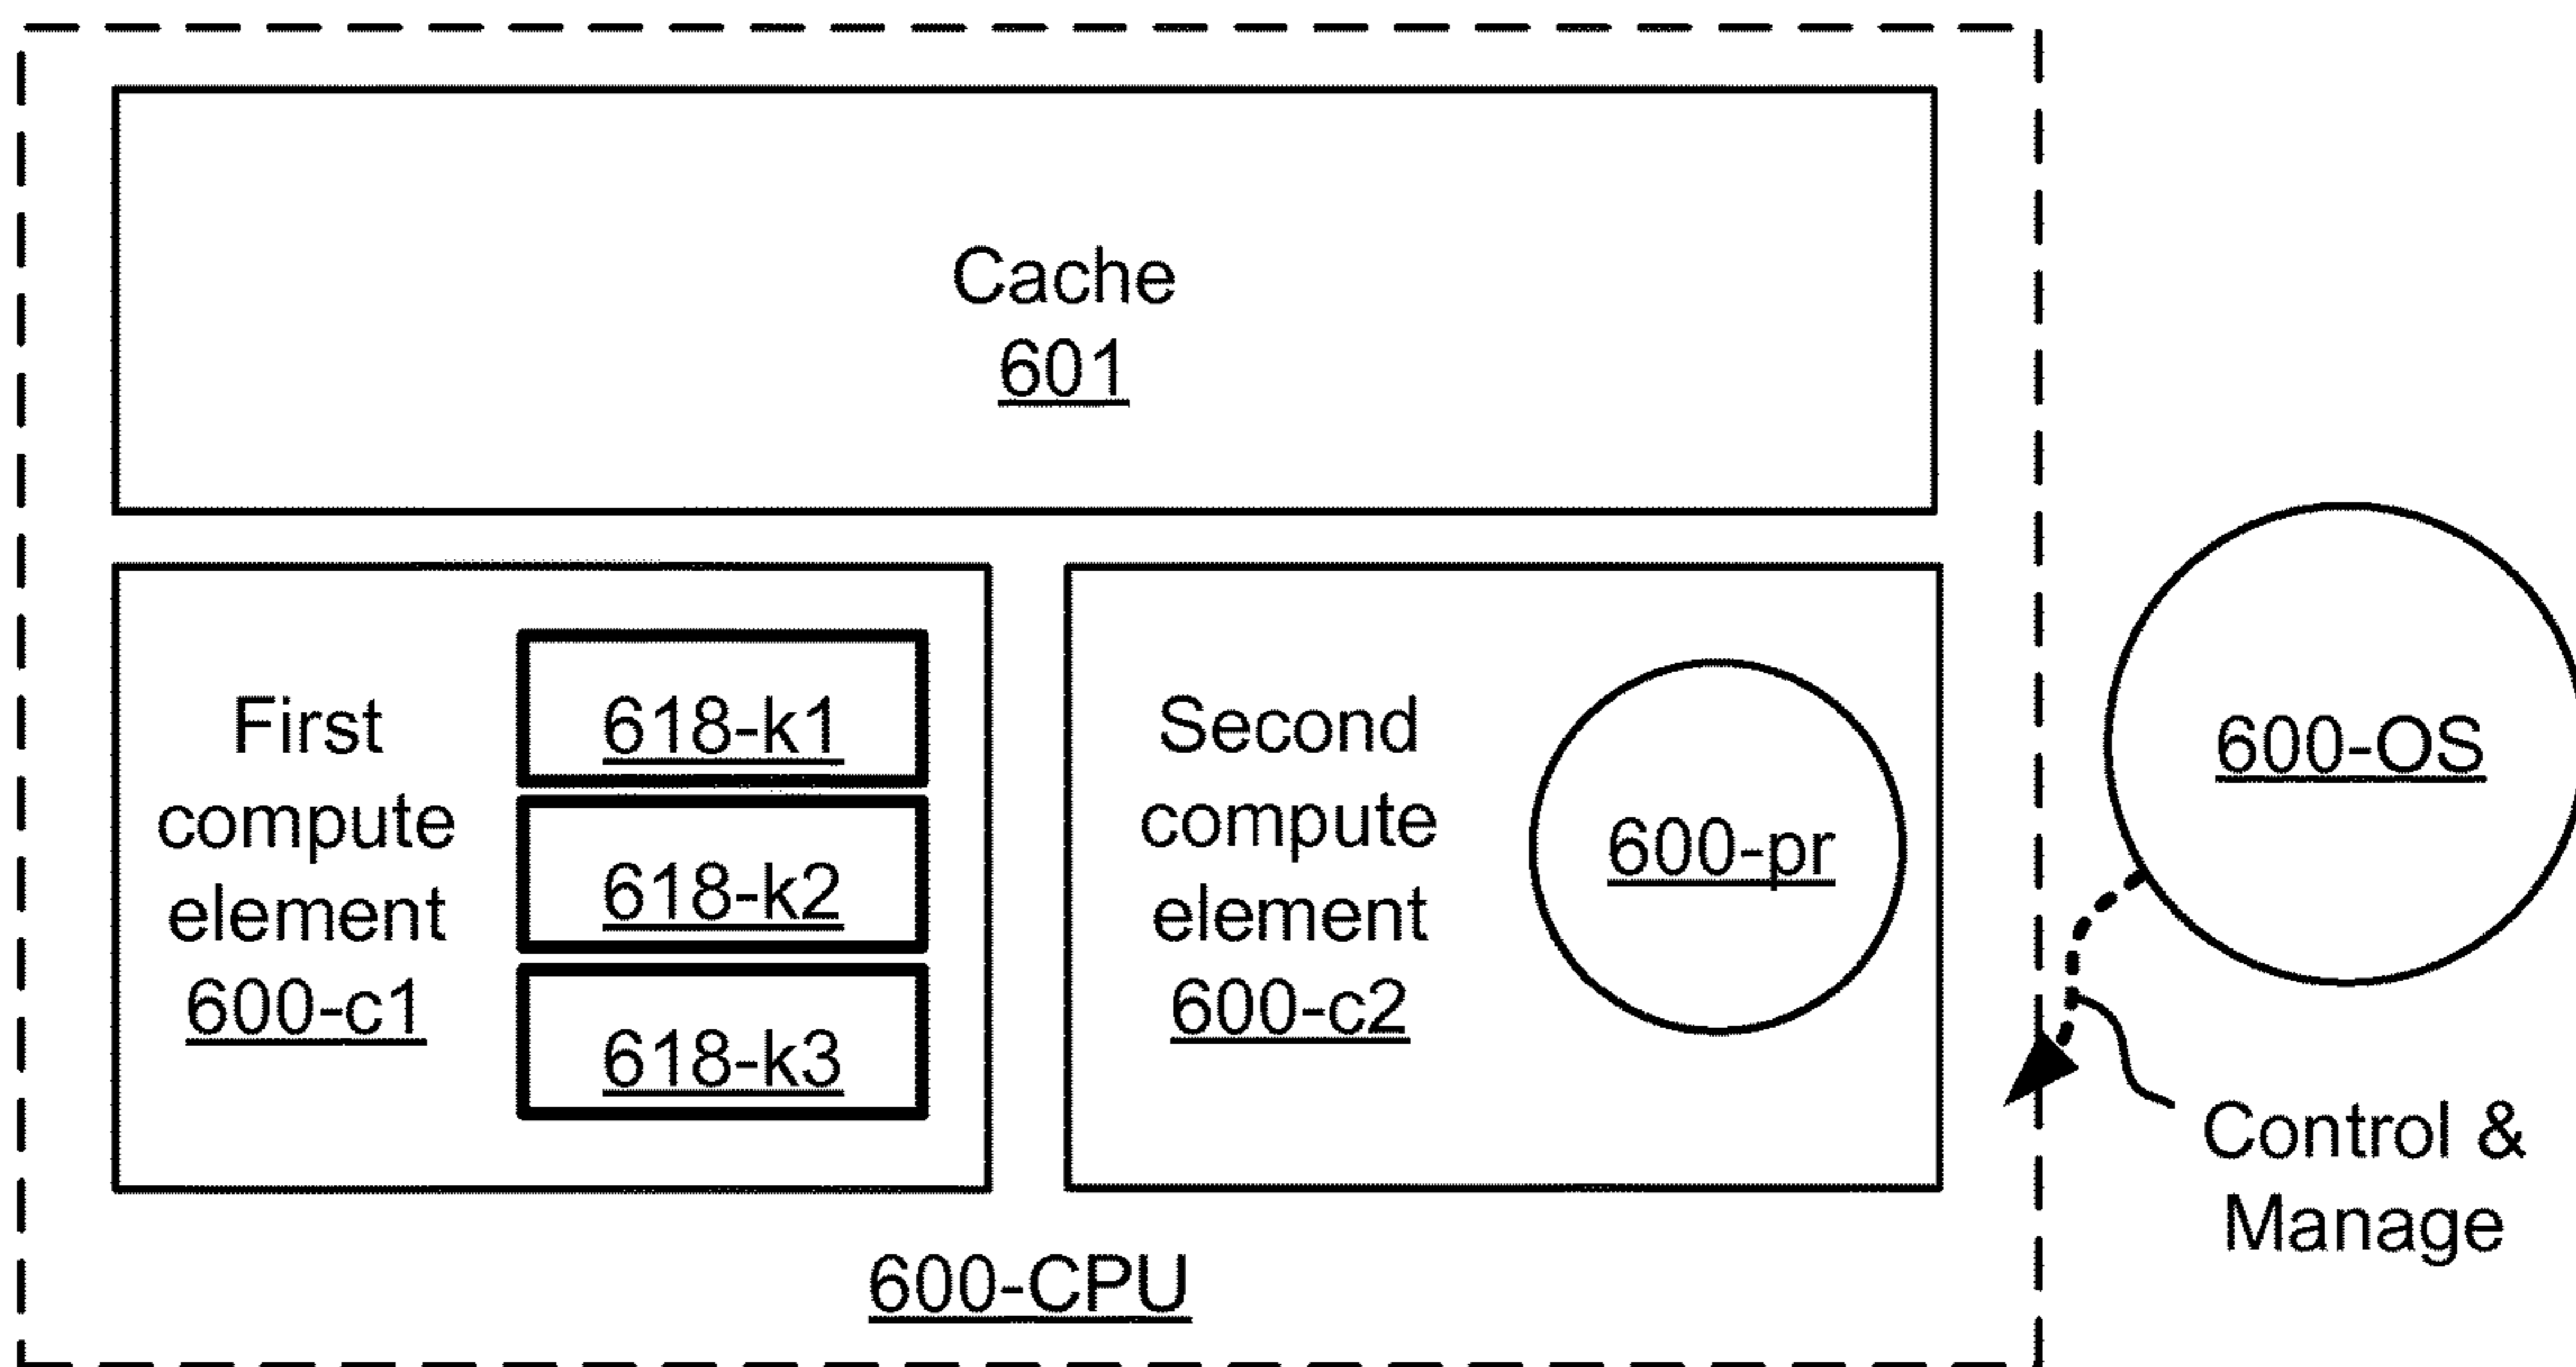 Cache
601
First
compute
element
600-c1
618-k1
618-k2
618-k3
Second
compute
element
600-c2
600-pr
600-OS
Control &
Manage
600-CPU